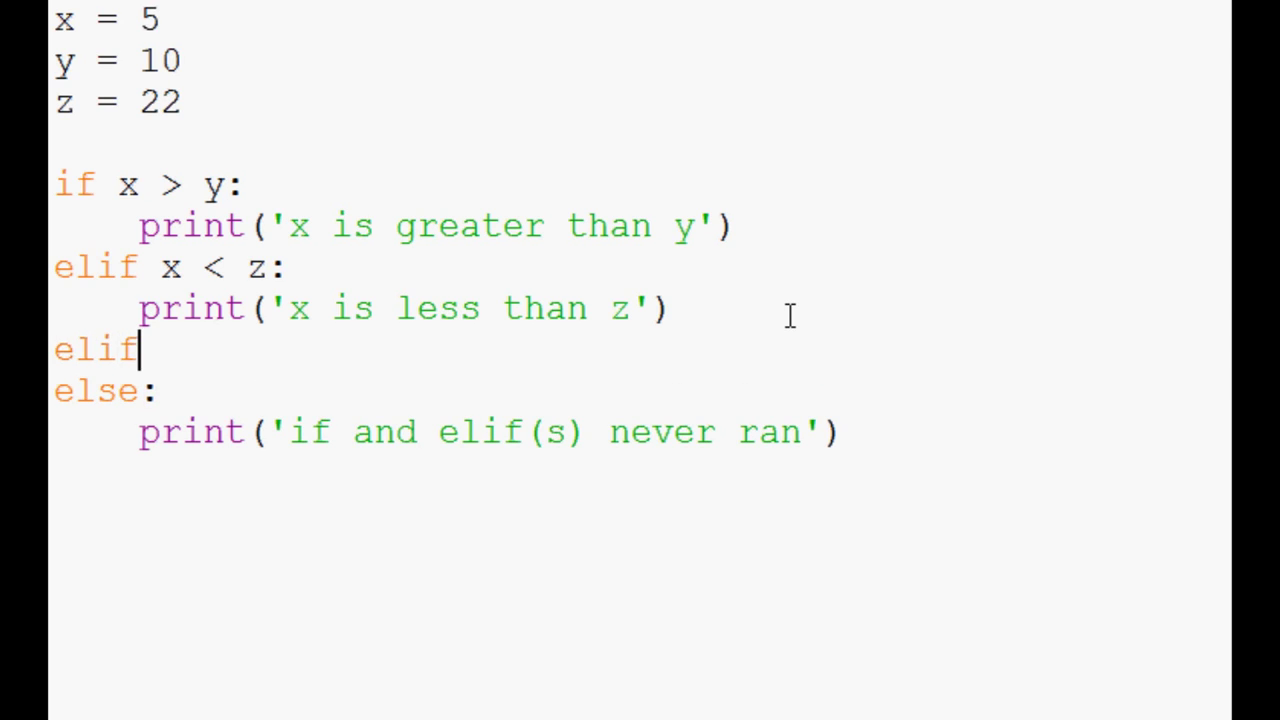 x = 5
y = 10
z = 22

if x > y:
    print('x is greater than y')
elif x < z:
    print('x is less than z')
elif
else:
    print('if and elif(s) never ran')